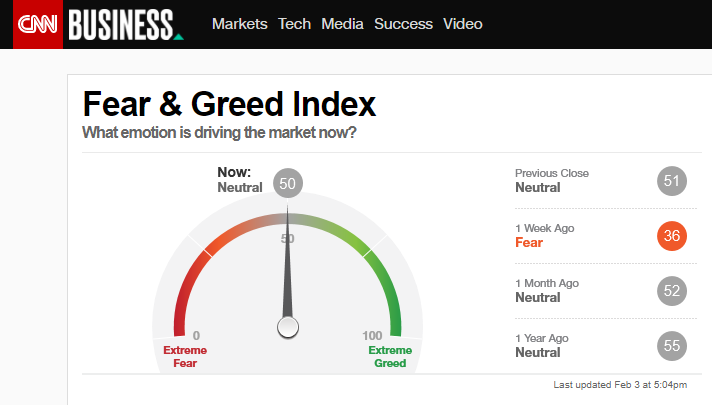 CNN BUSINESS Markets Tech Media Success Video
Fear & Greed Index
What emotion is driving the market now?
Now:
Neutral 50
50
0 100
Extreme Fear
Extreme Greed
Previous Close
Neutral 51
1 Week Ago
Fear 36
1 Month Ago
Neutral 52
1 Year Ago
Neutral 55
Last updated Feb 3 at 5:04pm